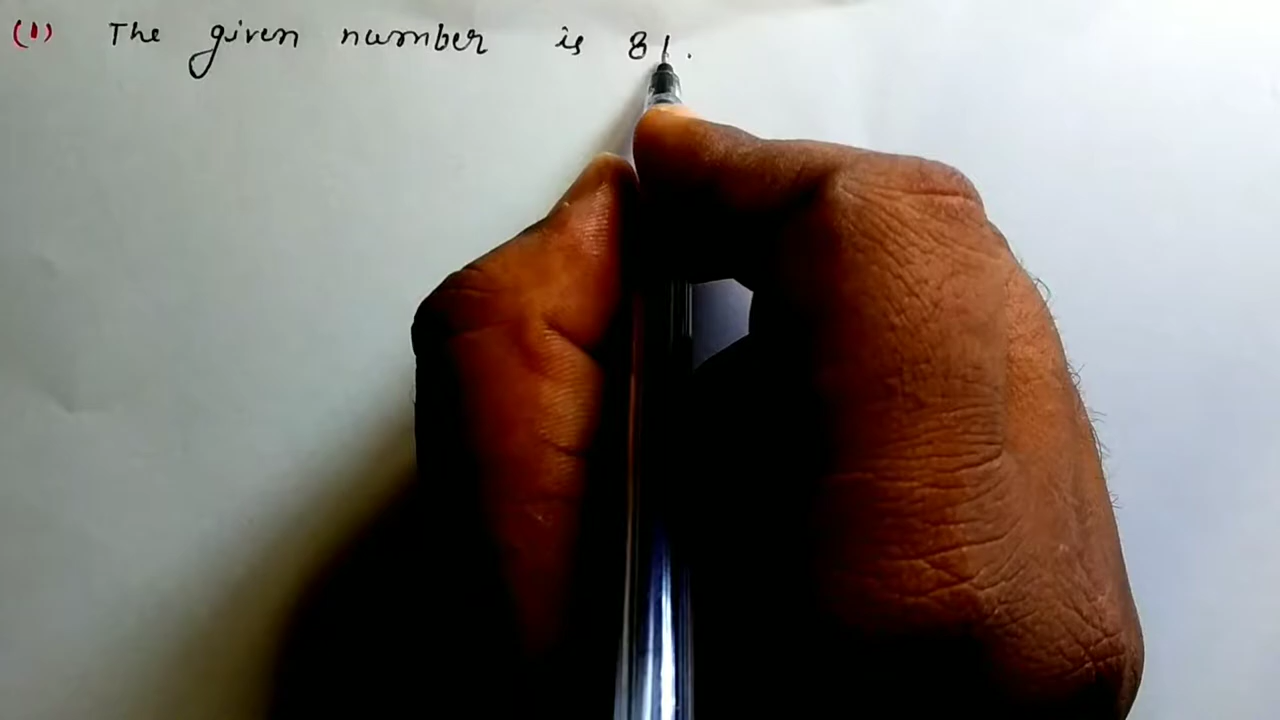 (1) The given number is 81.